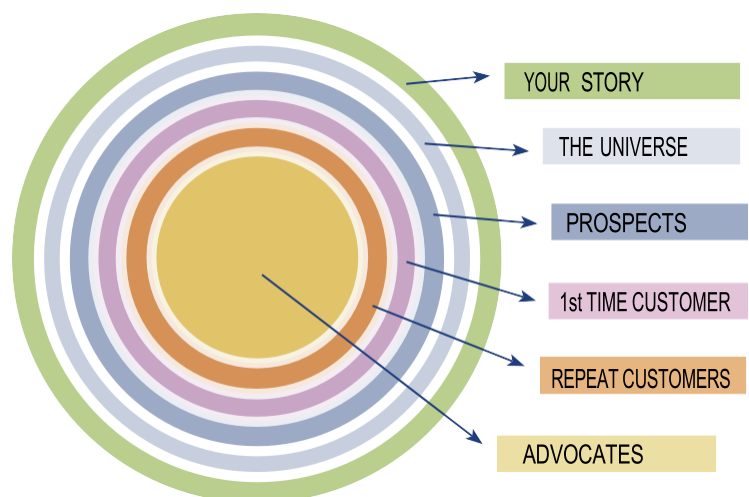 YOUR STORY
THE UNIVERSE
PROSPECTS
1st TIME CUSTOMER
REPEAT CUSTOMERS
ADVOCATES